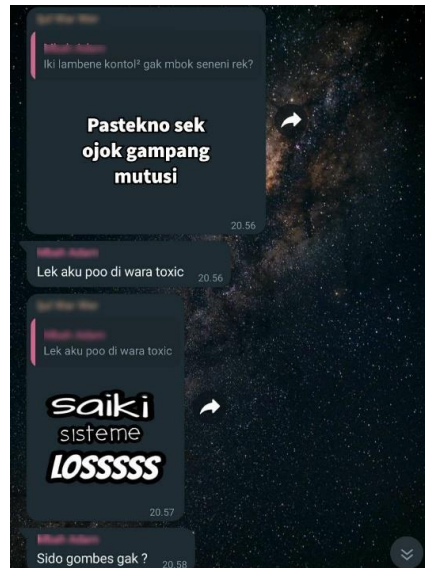 Iki lambene kontol² gak mbok seneni rek?
Pastekno sek
ojok gampang
mutusi
20.56
Lek aku poo di wara toxic
20.56
Lek aku poo di wara toxic
saiki
sisteme
LOSSSSS
20.57
Sido gombes gak ?
20.58